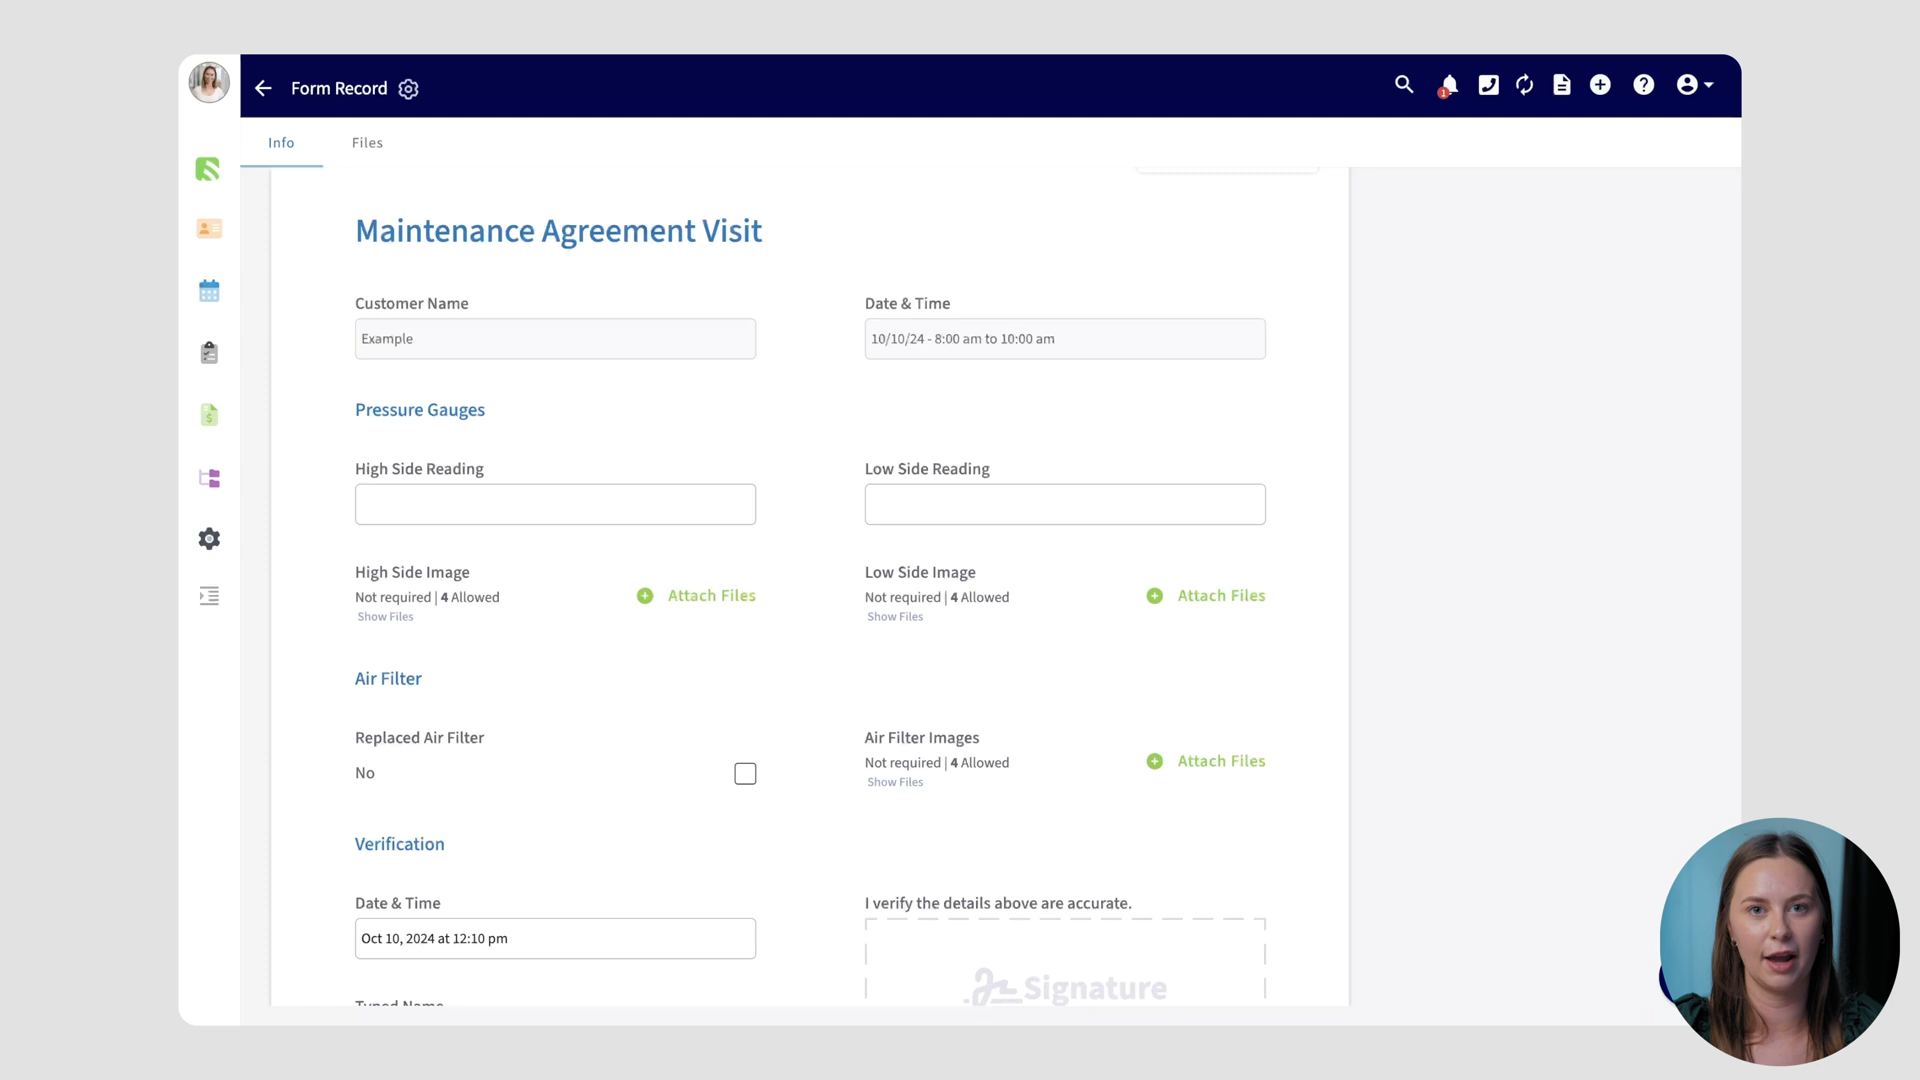 Form Record
1
Info
Files
Maintenance Agreement Visit
Customer Name
Date & Time
Example
10/10/24 - 8:00 am to 10:00 am
Pressure Gauges
High Side Reading
Low Side Reading
High Side Image
Not required | 4 Allowed
Show Files
Attach Files
Low Side Image
Not required | 4 Allowed
Show Files
Attach Files
Air Filter
Replaced Air Filter
No
Air Filter Images
Not required | 4 Allowed
Show Files
Attach Files
Verification
Date & Time
Oct 10, 2024 at 12:10 pm
I verify the details above are accurate.
Signature
Typed Name